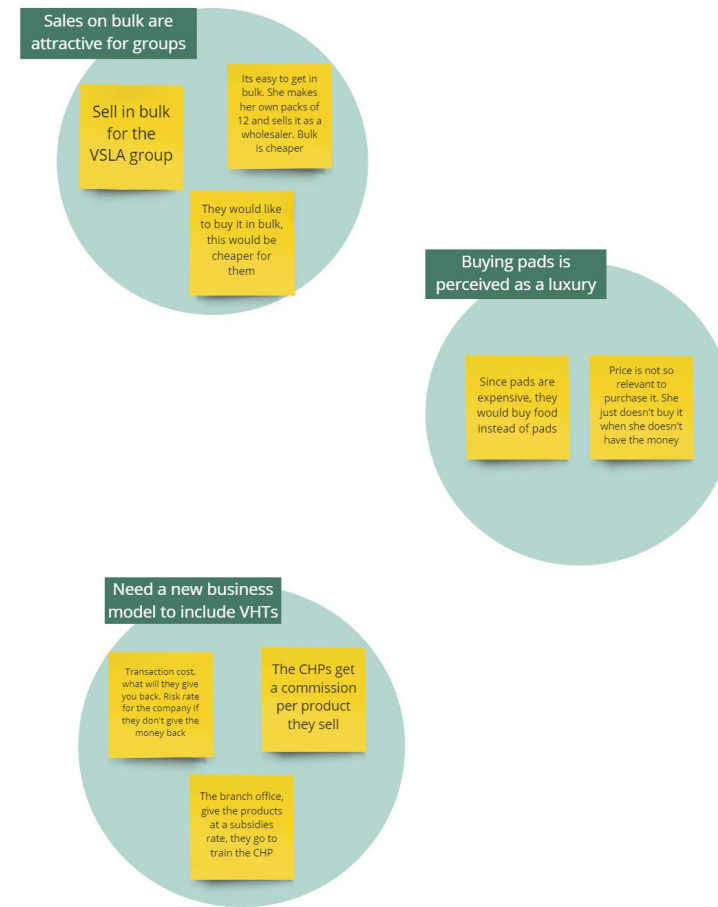 Sales on bulk are
attractive for groups
Sell in bulk
for the
VSLA group
Its easy to get in
bulk. She makes
her own packs of
12 and sells it as a
wholesaler. Bulk
is cheaper
They would like
to buy it in bulk,
this would be
cheaper for
them
Buying pads is
perceived as a luxury
Since pads are
expensive, they
would buy food
instead of pads
Price is not so
relevant to
purchase it. She
just doesn't buy it
when she doesn't
have the money
Need a new business
model to include VHTs
Transaction cost,
what will they give
you back. Risk rate
for the company if
they don't give the
money back
The CHPs get
a commission
per product
they sell
The branch office,
give the products
at a subsidies
rate, they go to
train the CHP